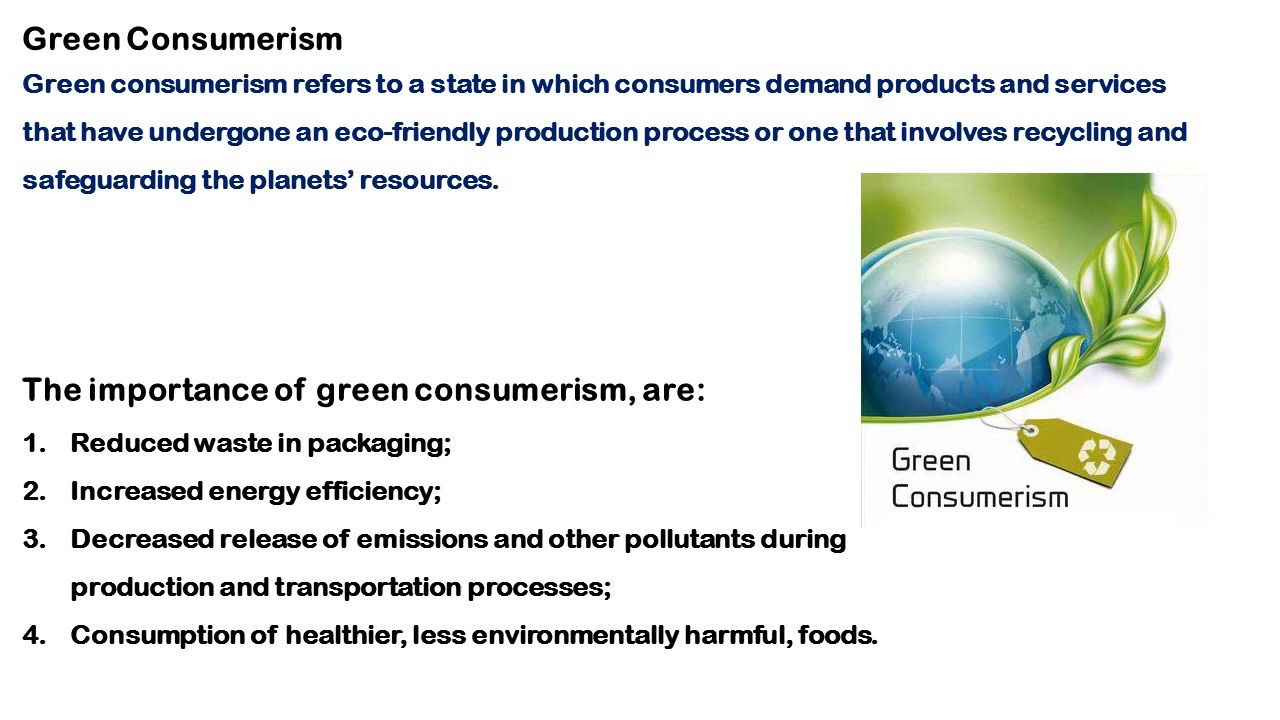 Green Consumerism
Green consumerism refers to a state in which consumers demand products and services
that have undergone an eco-friendly production process or one that involves recycling and
safeguarding the planets’ resources.
The importance of green consumerism, are:
1. Reduced waste in packaging;
2. Increased energy efficiency;
3. Decreased release of emissions and other pollutants during
production and transportation processes;
4. Consumption of healthier, less environmentally harmful, foods.
Green
Consumerism